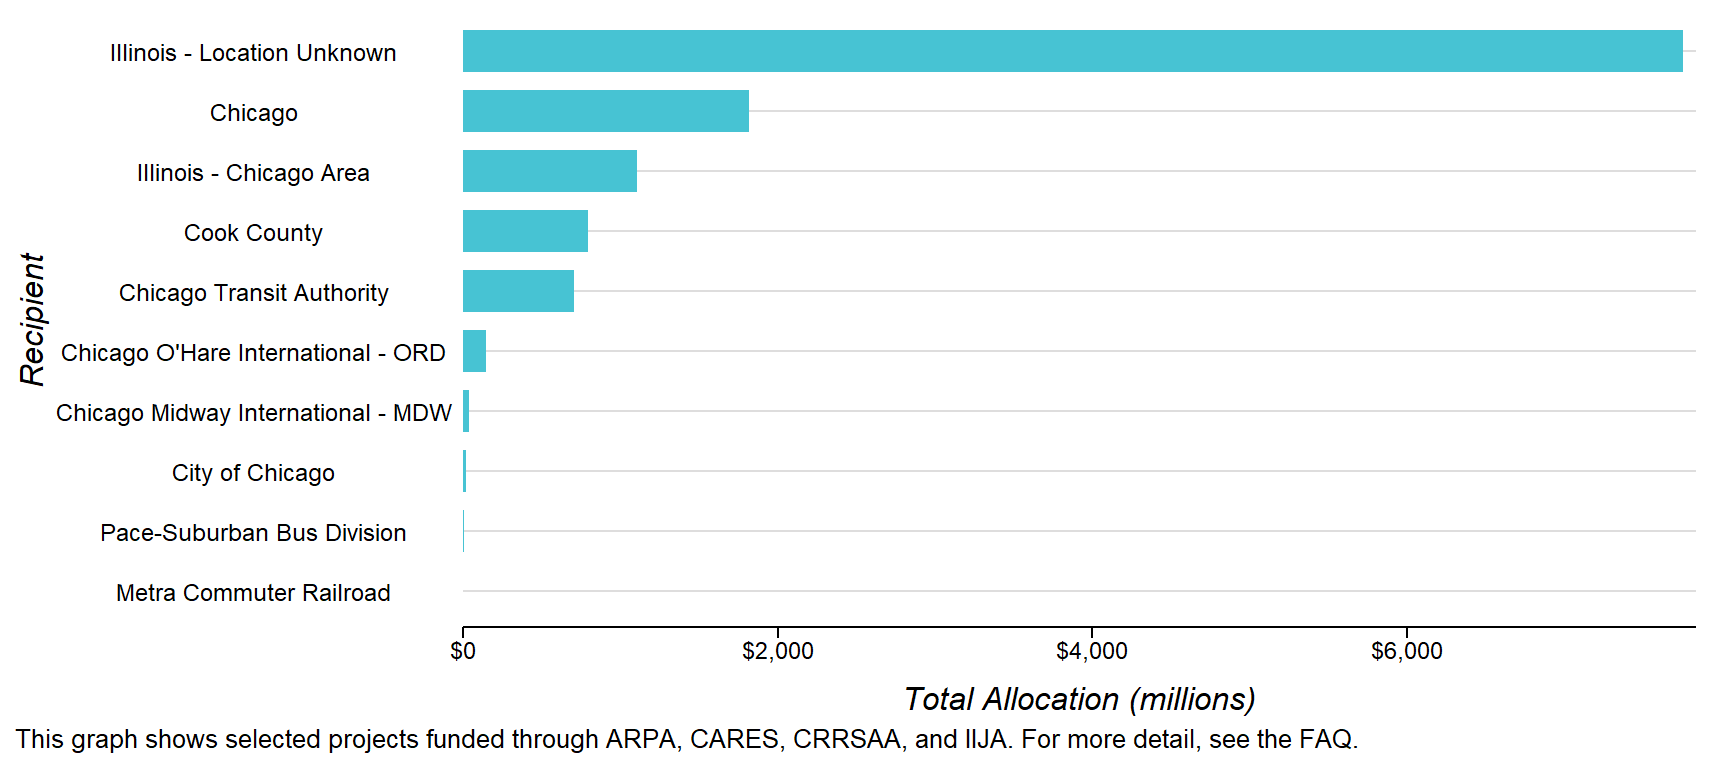 Illinois - Location Unknown
Chicago
Illinois - Chicago Area
Cook County
Chicago Transit Authority
Chicago O'Hare International - ORD
Chicago Midway International - MDW
City of Chicago
Pace-Suburban Bus Division
Metra Commuter Railroad
Recipient
$0 $2,000 $4,000 $6,000
Total Allocation (millions)
This graph shows selected projects funded through ARPA, CARES, CRRSAA, and IIJA. For more detail, see the FAQ.